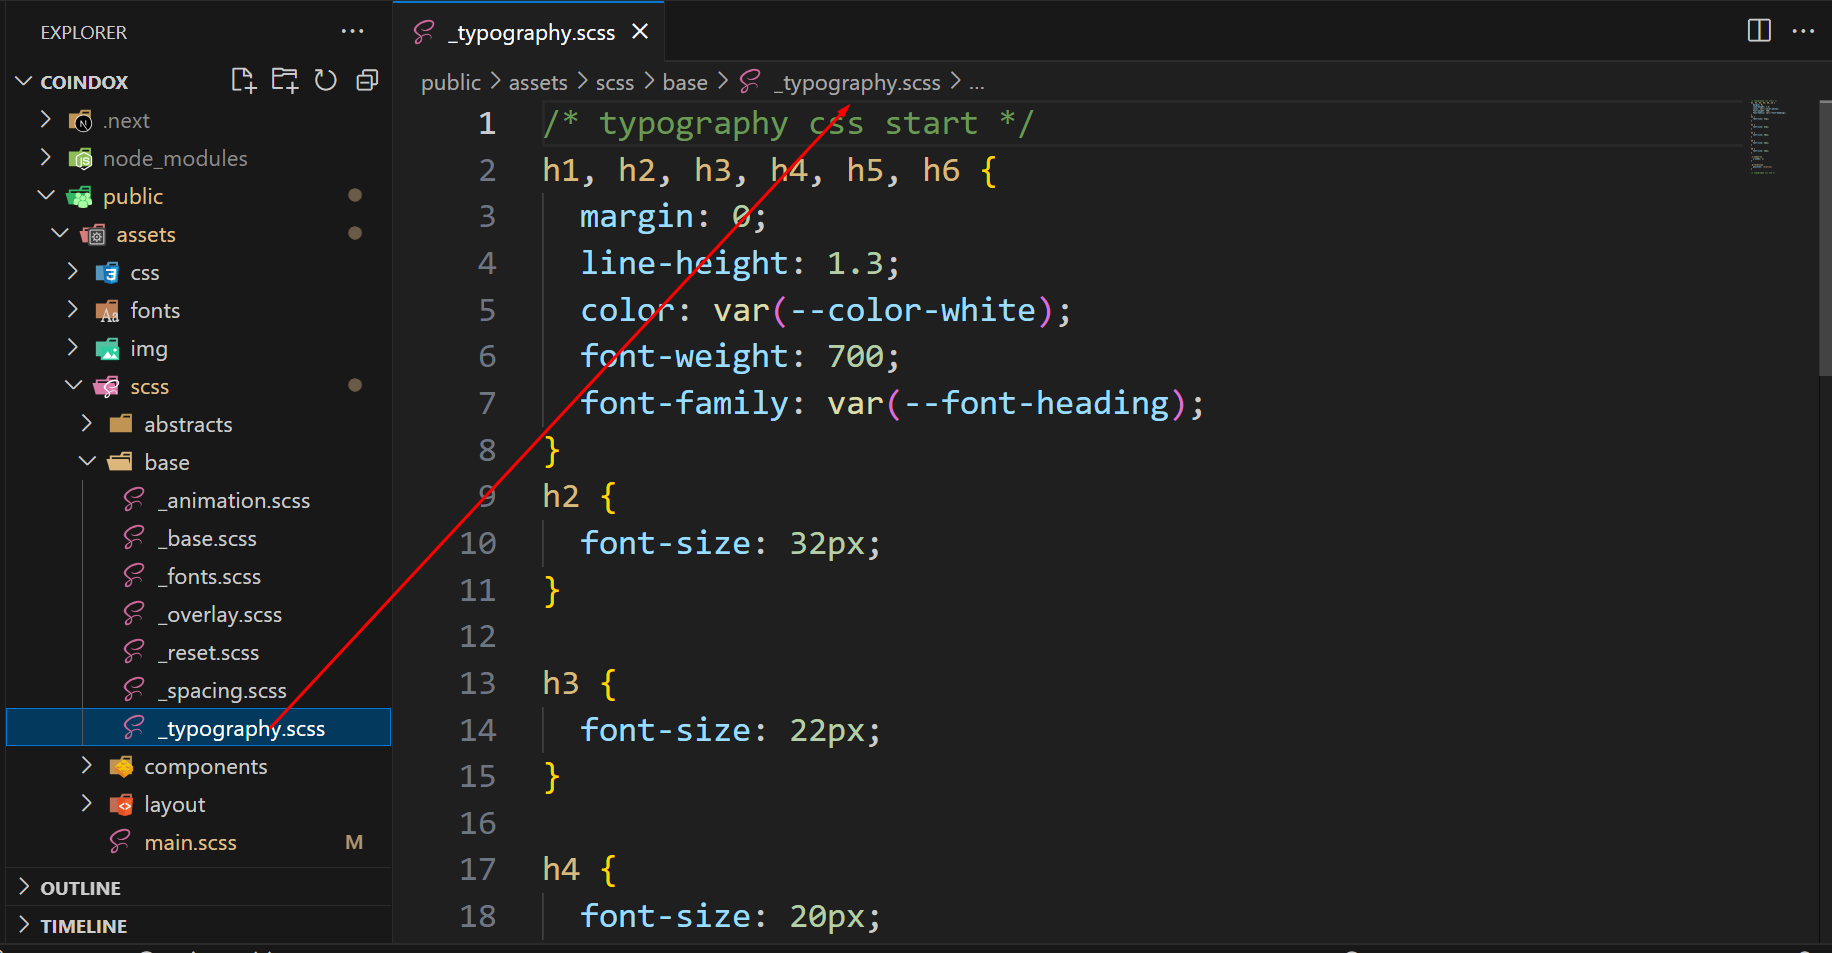 EXPLORER
COINDOX
.next
node_modules
public
assets
css
fonts
img
scss
abstracts
base
_animation.scss
_base.scss
_fonts.scss
_overlay.scss
_reset.scss
_spacing.scss
_typography.scss
components
layout
main.scss M
OUTLINE
TIMELINE
_typography.scss
public > assets > scss > base > _typography.scss > ...
1 /* typography css start */
2 h1, h2, h3, h4, h5, h6 {
3 margin: 0;
4 line-height: 1.3;
5 color: var(--color-white);
6 font-weight: 700;
7 font-family: var(--font-heading);
8 }
9 h2 {
10 font-size: 32px;
11 }
12
13 h3 {
14 font-size: 22px;
15 }
16
17 h4 {
18 font-size: 20px;